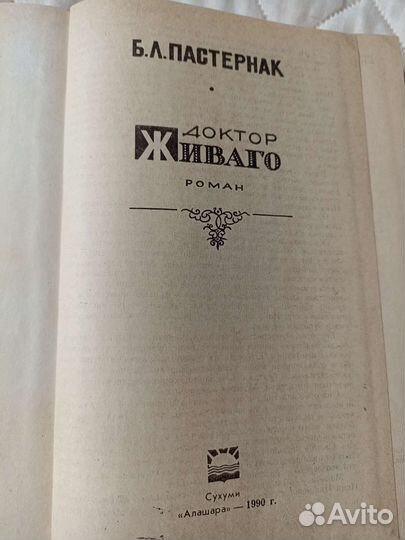 Б.Л.ПАСТЕРНАК
ДОКТОР
ЖИВАГО
РОМАН
Сухуми
«Алашара» — 1990 г.
Avito